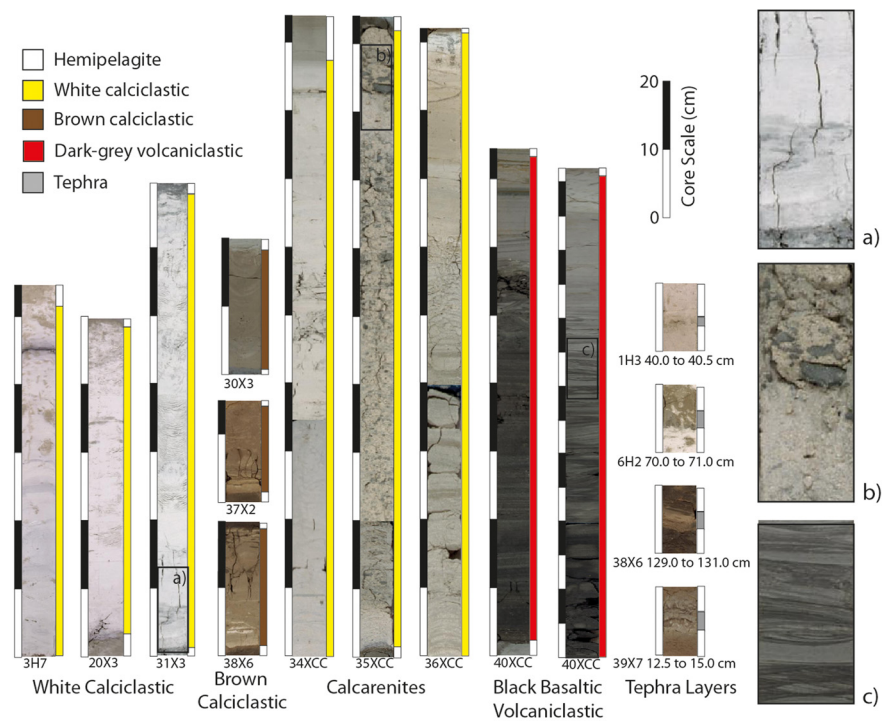 Hemipelagite
White calciclastic
Brown calciclastic
Dark-grey volcaniclastic
Tephra
20
10
0
Core Scale (cm)
a)
b)
c)
a)
b)
c)
3H7
20X3
31X3
30X3
37X2
38X6
34XCC
35XCC
36XCC
40XCC
40XCC
1H3 40.0 to 40.5 cm
6H2 70.0 to 71.0 cm
38X6 129.0 to 131.0 cm
39X7 12.5 to 15.0 cm
White Calciclastic
Brown
Calciclastic
Calcarenites
Black Basaltic
Volcaniclastic
Tephra Layers